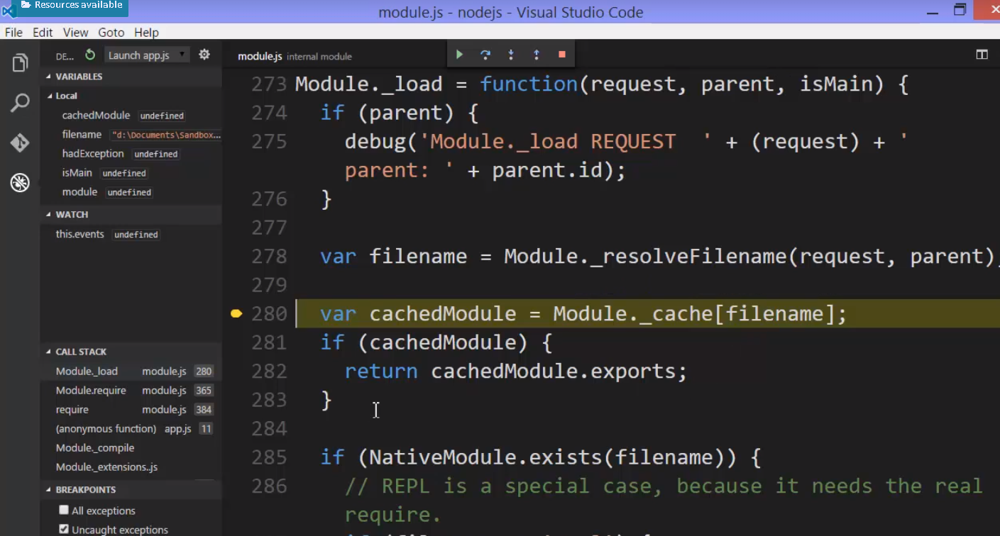 Resources available
module.js - nodejs - Visual Studio Code
File Edit View Goto Help
DE... Launch app.js
module.js internal module
VARIABLES
Local
cachedModule undefined
filename "d:\Documents\Sandbox...
hadException undefined
isMain undefined
module undefined
WATCH
this.events undefined
CALL STACK
Module._load module.js 280
Module.require module.js 365
require module.js 384
(anonymous function) app.js 11
Module._compile
Module._extensions..js
BREAKPOINTS
All exceptions
Uncaught exceptions
273 Module._load = function(request, parent, isMain) {
274 if (parent) {
275 debug('Module._load REQUEST ' + (request) + '
parent: ' + parent.id);
276 }
277
278 var filename = Module._resolveFilename(request, parent)
279
280 var cachedModule = Module._cache[filename];
281 if (cachedModule) {
282 return cachedModule.exports;
283 }
284
285 if (NativeModule.exists(filename)) {
286 // REPL is a special case, because it needs the real
require.